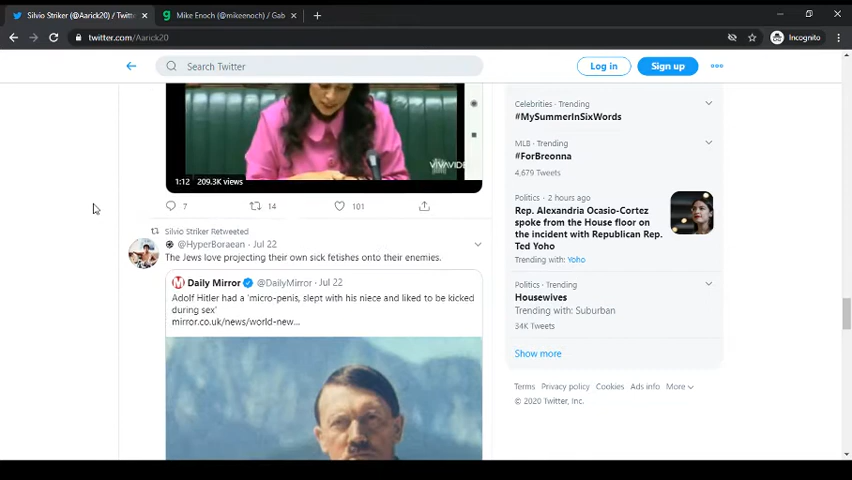 Silvio Striker (@Aarick20) / Twitte
Mike Enoch (@mikeenoch) / Gab
twitter.com/Aarick20
Incognito
Search Twitter
Log in
Sign up
VIVAVIDE
1:12 209.3K views
7
14
101
Silvio Striker Retweeted
@HyperBoraean · Jul 22
The Jews love projecting their own sick fetishes onto their enemies.
Daily Mirror @DailyMirror · Jul 22
Adolf Hitler had a 'micro-penis, slept with his niece and liked to be kicked
during sex'
mirror.co.uk/news/world-new...
Celebrities · Trending
#MySummerInSixWords
MLB · Trending
#ForBreonna
4,679 Tweets
Politics · 2 hours ago
Rep. Alexandria Ocasio-Cortez
spoke from the House floor on
the incident with Republican Rep.
Ted Yoho
Trending with: Yoho
Politics · Trending
Housewives
Trending with: Suburban
34K Tweets
Show more
Terms Privacy policy Cookies Ads info More
© 2020 Twitter, Inc.